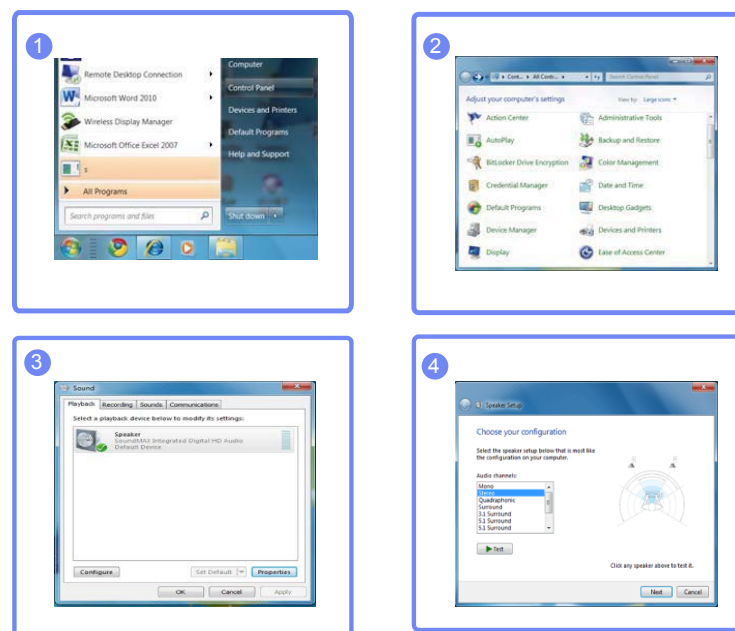 1
Remote Desktop Connection
Microsoft Word 2010
Wireless Display Manager
Microsoft Office Excel 2007
s
All Programs
Search programs and files
Computer
Control Panel
Devices and Printers
Default Programs
Help and Support
Shut down
2
Cont... All Contr...
Search Control Panel
Adjust your computer's settings
View by: Large icons
Action Center
Administrative Tools
AutoPlay
Backup and Restore
BitLocker Drive Encryption
Color Management
Credential Manager
Date and Time
Default Programs
Desktop Gadgets
Device Manager
Devices and Printers
Display
Ease of Access Center
3
Sound
Playback Recording Sounds Communications
Select a playback device below to modify its settings:
Speaker
SoundMAX Integrated Digital HD Audio
Default Device
Configure
Set Default
Properties
OK
Cancel
Apply
4
Speaker Setup
Choose your configuration
Select the speaker setup below that is most like
the configuration on your computer.
Audio channels:
Mono
Stereo
Quadraphonic
Surround
3.1 Surround
5.1 Surround
5.1 Surround
Test
Click any speaker above to test it.
Next
Cancel